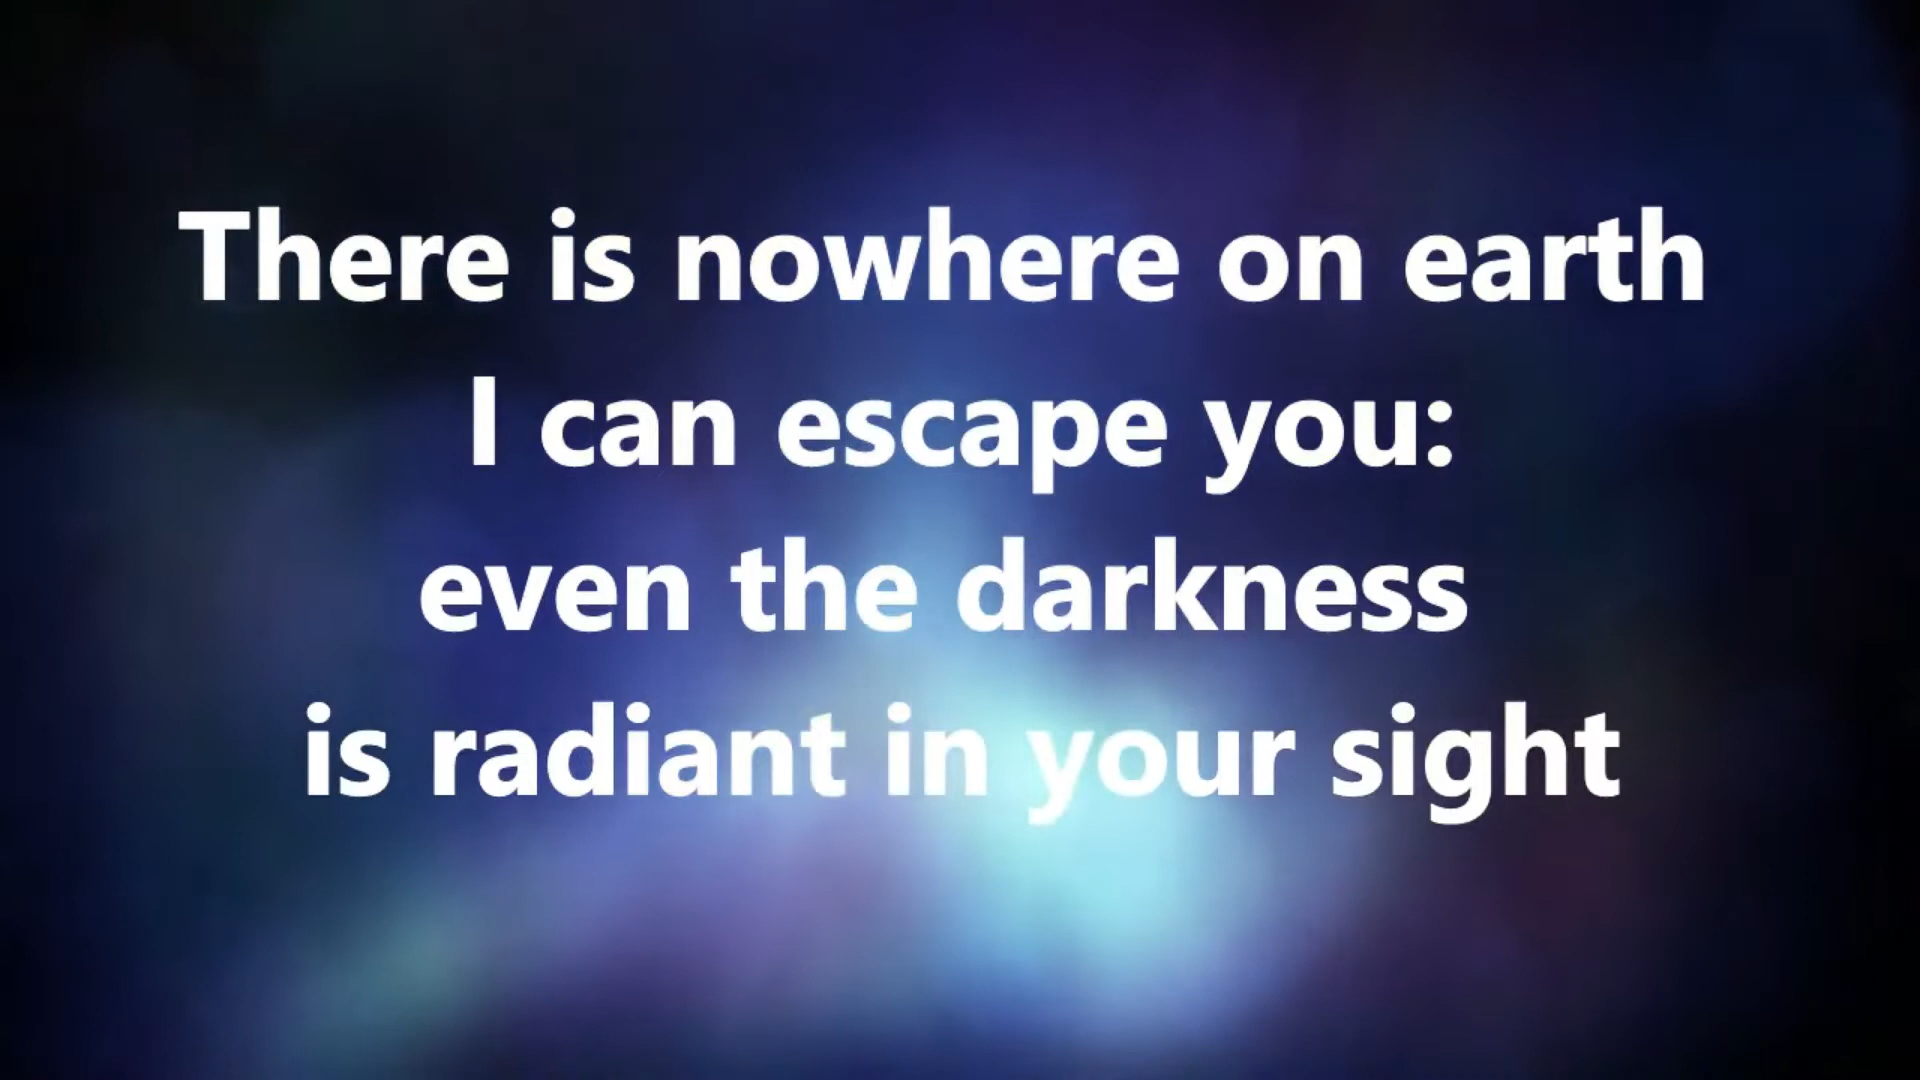 There is nowhere on earth
I can escape you:
even the darkness
is radiant in your sight